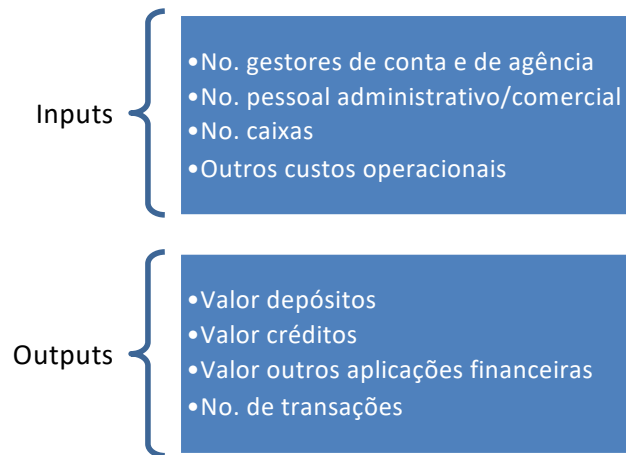 Inputs
•No. gestores de conta e de agência
•No. pessoal administrativo/comercial
•No. caixas
•Outros custos operacionais
Outputs
•Valor depósitos
•Valor créditos
•Valor outros aplicações financeiras
•No. de transações